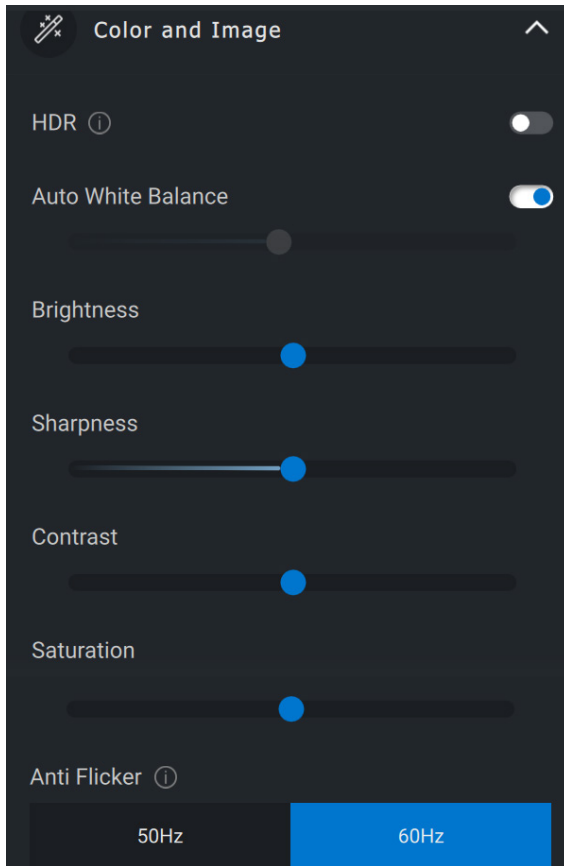 Color and Image
HDR
Auto White Balance
Brightness
Sharpness
Contrast
Saturation
Anti Flicker
50Hz 60Hz